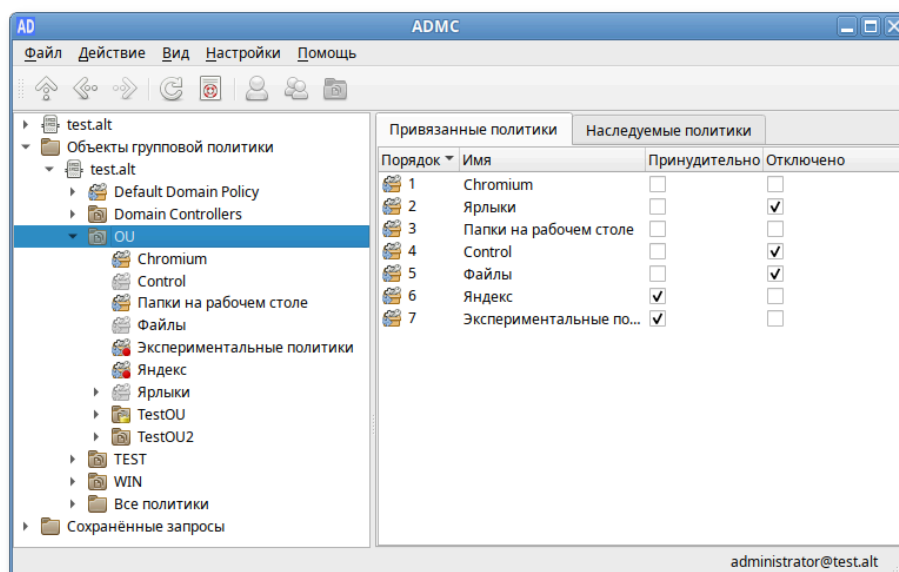 AD ADMC
Файл Действие Вид Настройки Помощь
test.alt
Объекты групповой политики
test.alt
Default Domain Policy
Domain Controllers
OU
Chromium
Control
Папки на рабочем столе
Файлы
Экспериментальные политики
Яндекс
Ярлыки
TestOU
TestOU2
TEST
WIN
Все политики
Сохранённые запросы
Привязанные политики Наследуемые политики
Порядок Имя Принудительно Отключено
1 Chromium
2 Ярлыки
3 Папки на рабочем столе
4 Control
5 Файлы
6 Яндекс
7 Экспериментальные по...
administrator@test.alt